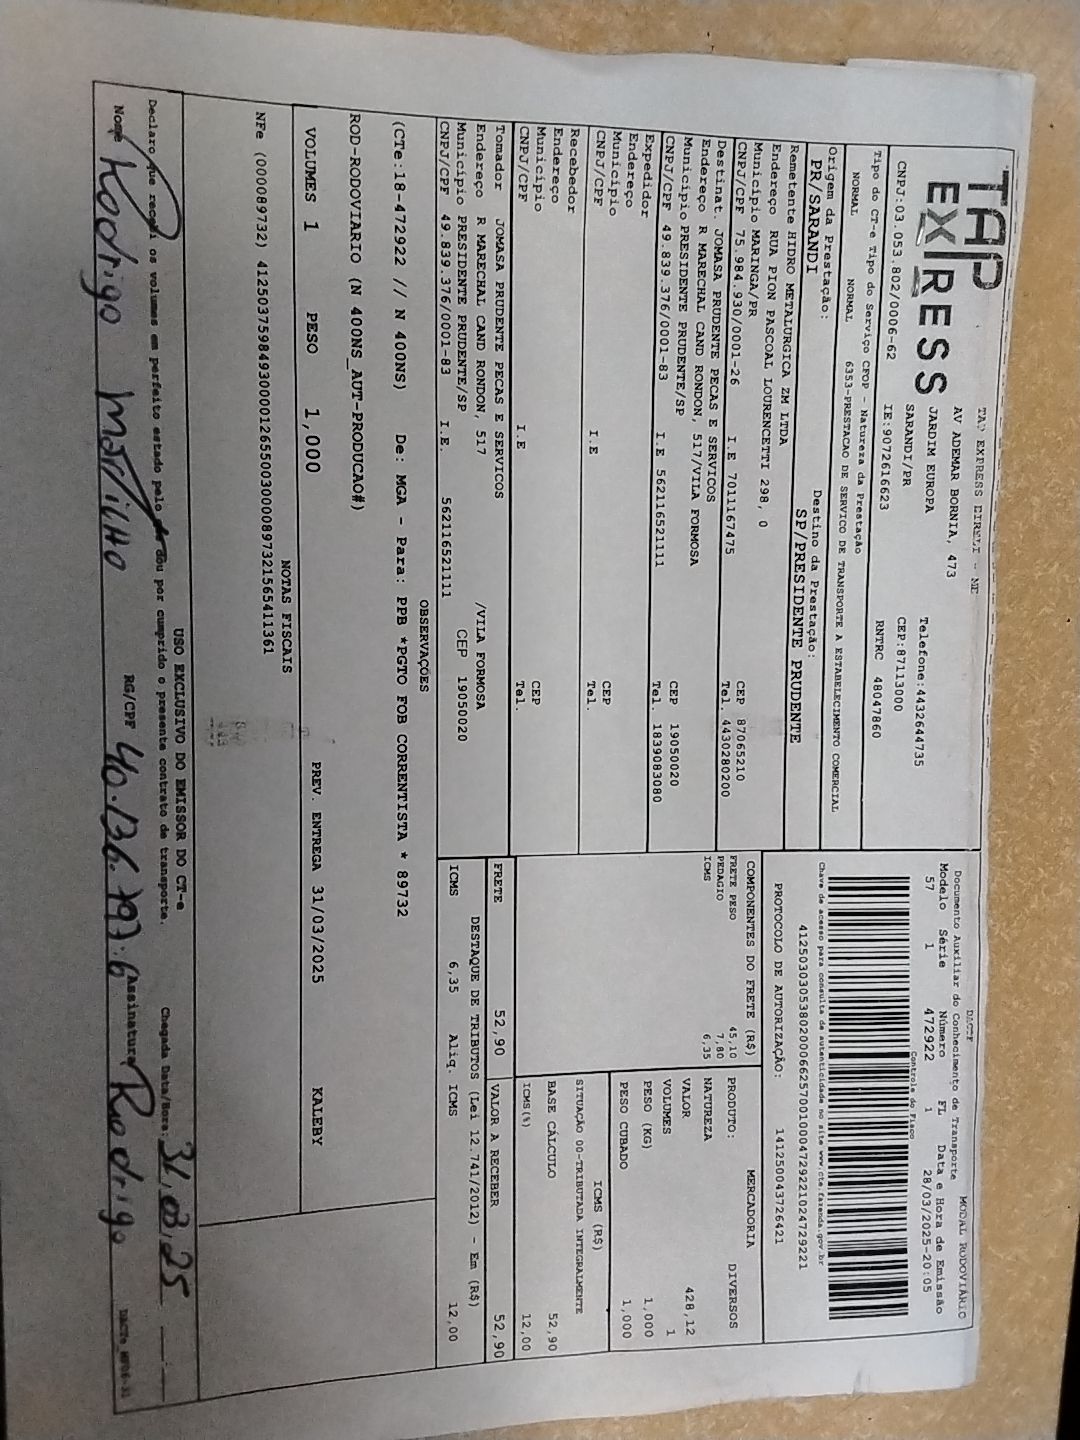 TAP
EXPRESS
TAP EXPRESS EIRELI - ME
AV ADEMAR BORNIA, 473
JARDIM EUROPA
SARANDI/PR
Telefone:4432644735
CEP:87113000
CNPJ:03.053.802/0006-62 IE:9072616623 RNTRC 48047860
Tipo do CT-e Tipo do Serviço CFOP - Natureza da Prestação
NORMAL NORMAL 6353-PRESTACAO DE SERVICO DE TRANSPORTE A ESTABELECIMENTO COMERCIAL
Origem da Prestação: Destino da Prestação:
PR/SARANDI SP/PRESIDENTE PRUDENTE
Remetente HIDRO METALURGICA ZM LTDA
Endereço RUA PION PASCOAL LOURENCETTI 298, 0
Município MARINGA/PR CEP 87065210
CNPJ/CPF 75.984.930/0001-26 I.E 7011167475 Tel. 4430280200
Destinat. JOMASA PRUDENTE PECAS E SERVICOS
Endereço R MARECHAL CAND RONDON, 517/VILA FORMOSA
Município PRESIDENTE PRUDENTE/SP CEP 19050020
CNPJ/CPF 49.839.376/0001-83 I.E 562116521111 Tel. 1839083080
Expedidor
Endereço
Município CEP
CNPJ/CPF I.E Tel.
Recebedor
Endereço
Município CEP
CNPJ/CPF I.E Tel.
Tomador JOMASA PRUDENTE PECAS E SERVICOS
Endereço R MARECHAL CAND RONDON, 517 /VILA FORMOSA
Município PRESIDENTE PRUDENTE/SP CEP 19050020
CNPJ/CPF 49.839.376/0001-83 I.E. 562116521111
DACTE MODAL RODOVIÁRIO
Documento Auxiliar do Conhecimento de Transporte
Modelo Série Número FL Data e Hora de Emissão
57 1 472922 1 28/03/2025-20:05
Controle do Fisco
Chave de acesso para consulta de autenticidade no site www.cte.fazenda.gov.br
41250303053802000662570010004729221024729221
PROTOCOLO DE AUTORIZAÇÃO: 141250043726421
COMPONENTES DO FRETE (R$)
FRETE PESO 45,10
PEDAGIO 7,80
ICMS 6,35
MERCADORIA
PRODUTO: DIVERSOS
NATUREZA
VALOR 428,12
VOLUMES 1
PESO (KG) 1,000
PESO CUBADO 1,000
ICMS (R$)
SITUAÇÃO 00-TRIBUTADA INTEGRALMENTE
BASE CÁLCULO 52,90
ICMS(%) 12,00
FRETE 52,90 VALOR A RECEBER 52,90
DESTAQUE DE TRIBUTOS (Lei 12.741/2012) - Em (R$)
ICMS 6,35 Aliq. ICMS 12,00
OBSERVAÇÕES
(CTe:18-472922 // N 400NS) De: MGA - Para: PPB *PGTO FOB CORRENTISTA * 89732
ROD-RODOVIARIO (N 400NS_AUT-PRODUCAO#)
VOLUMES 1 PESO 1,000 PREV. ENTREGA 31/03/2025 KALEBY
NOTAS FISCAIS
NFe (000089732) 41250375984930000126550030000897321565411361
USO EXCLUSIVO DO EMISSOR DO CT-e
Declaro que recebi os volumes em perfeito estado pelo dou por cumprido o presente contrato de transporte. Chegada Data/Hora: 31,03,25
Nome Rodrigo Martilho RG/CPF 40.136.797.6 Assinatura Rodrigo